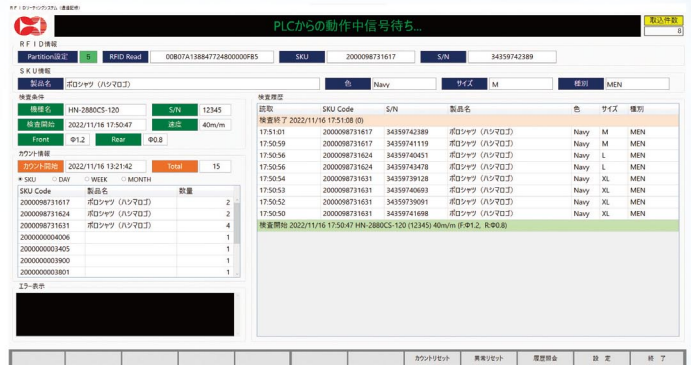 RFIDリーディングシステム（検査記修）
PLCからの動作中信号待ち...
取込件数
8
RFID情報
Partition設定 6 RFID Read 00B07A138847724800000FB5 SKU 2000098731617 S/N 34359742389
SKU情報
製品名 ポロシャツ（ハシマロゴ） 色 Navy サイズ M 種別 MEN
検査条件
機種名 HN-2880CS-120 S/N 12345
検査開始 2022/11/16 17:50:47 速度 40m/m
Front Φ1.2 Rear Φ0.8
カウント情報
カウント開始 2022/11/16 13:21:42 Total 15
SKU DAY WEEK MONTH
SKU Code 製品名 数量
2000098731617 ポロシャツ（ハシマロゴ） 2
2000098731624 ポロシャツ（ハシマロゴ） 2
2000098731631 ポロシャツ（ハシマロゴ） 4
2000000004006 1
2000000003405 1
2000000003900 1
2000000003801 1
エラー表示
検査履歴
読取 SKU Code S/N 製品名 色 サイズ 種別
検査終了 2022/11/16 17:51:08 (0)
17:51:01 2000098731617 34359742389 ポロシャツ（ハシマロゴ） Navy M MEN
17:50:59 2000098731617 34359741119 ポロシャツ（ハシマロゴ） Navy M MEN
17:50:56 2000098731624 34359740451 ポロシャツ（ハシマロゴ） Navy L MEN
17:50:56 2000098731624 34359743478 ポロシャツ（ハシマロゴ） Navy L MEN
17:50:54 2000098731631 34359739128 ポロシャツ（ハシマロゴ） Navy XL MEN
17:50:53 2000098731631 34359740693 ポロシャツ（ハシマロゴ） Navy XL MEN
17:50:52 2000098731631 34359739091 ポロシャツ（ハシマロゴ） Navy XL MEN
17:50:50 2000098731631 34359741698 ポロシャツ（ハシマロゴ） Navy XL MEN
検査開始 2022/11/16 17:50:47 HN-2880CS-120 (12345) 40m/m (F:Φ1.2, R:Φ0.8)
カウントリセット 異常リセット 履歴照会 設 定 終 了